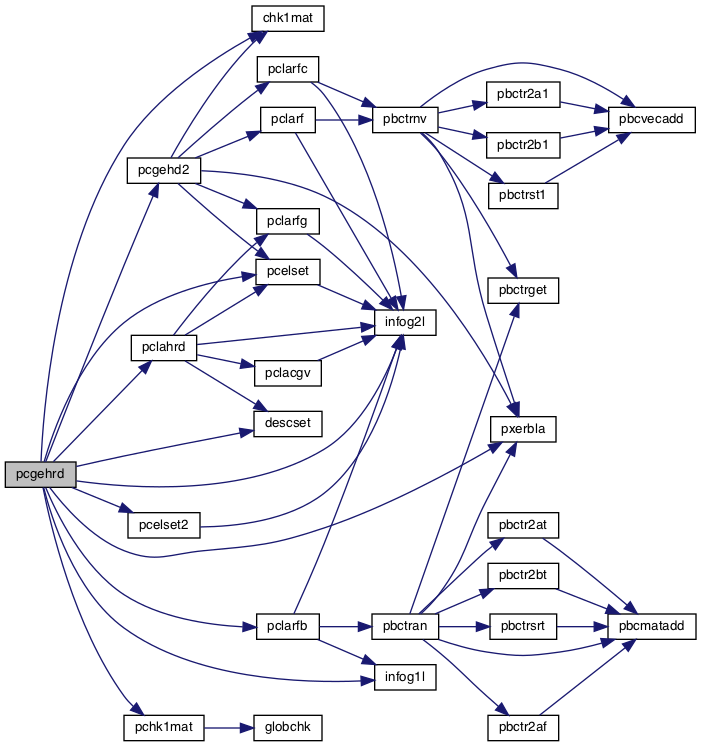 chk1mat
pclarfc
pbctr2a1
pclarf
pbctrnv
pbcvecadd
pbctr2b1
pcgehd2
pbctrst1
pclarfg
pcelset
pbctrget
infog2l
pclahrd
pclacgv
descset
pxerbla
pcgehrd
pcelset2
pbctr2at
pbctr2bt
pclarfb
pbctran
pbctrsrt
pbcmatadd
infog1l
pchk1mat
globchk
pbctr2af